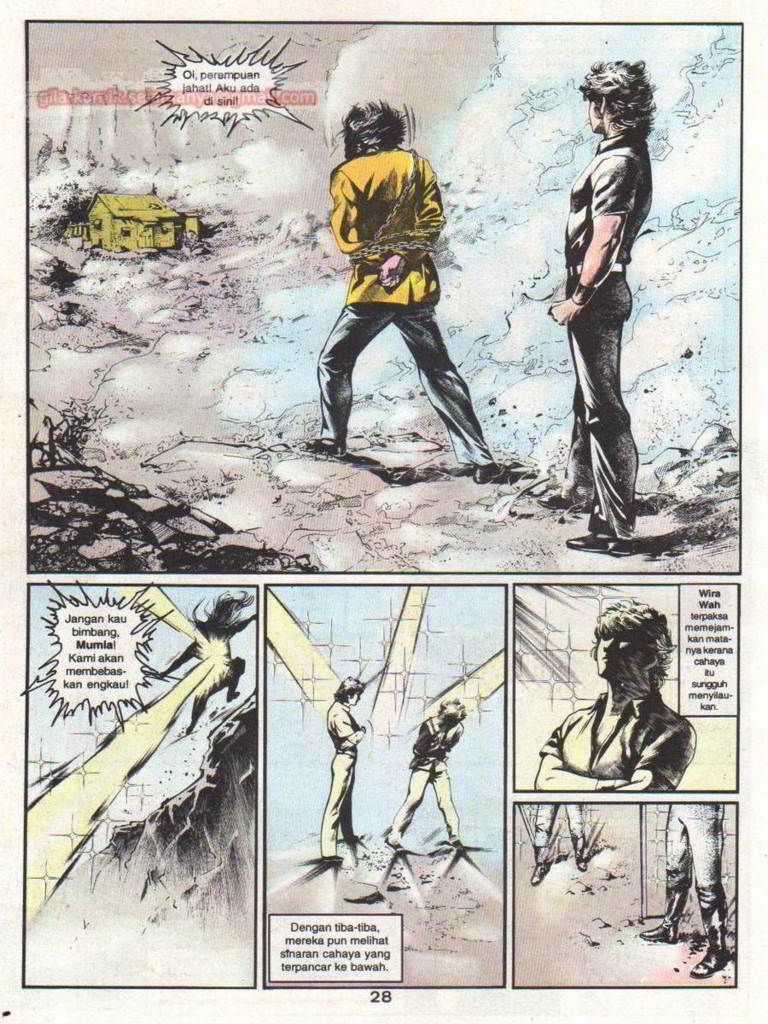 Oi, perempuan
jahat! Aku ada
di sini!
Jangan kau
bimbang,
Mumia!
Kami akan
membebas-
kan engkau!
Dengan tiba-tiba,
mereka pun melihat
sinaran cahaya yang
terpancar ke bawah.
Wira
Wah
terpaksa
memejam-
kan mata-
nya kerana
cahaya
itu
sungguh
menyilau-
kan.
28